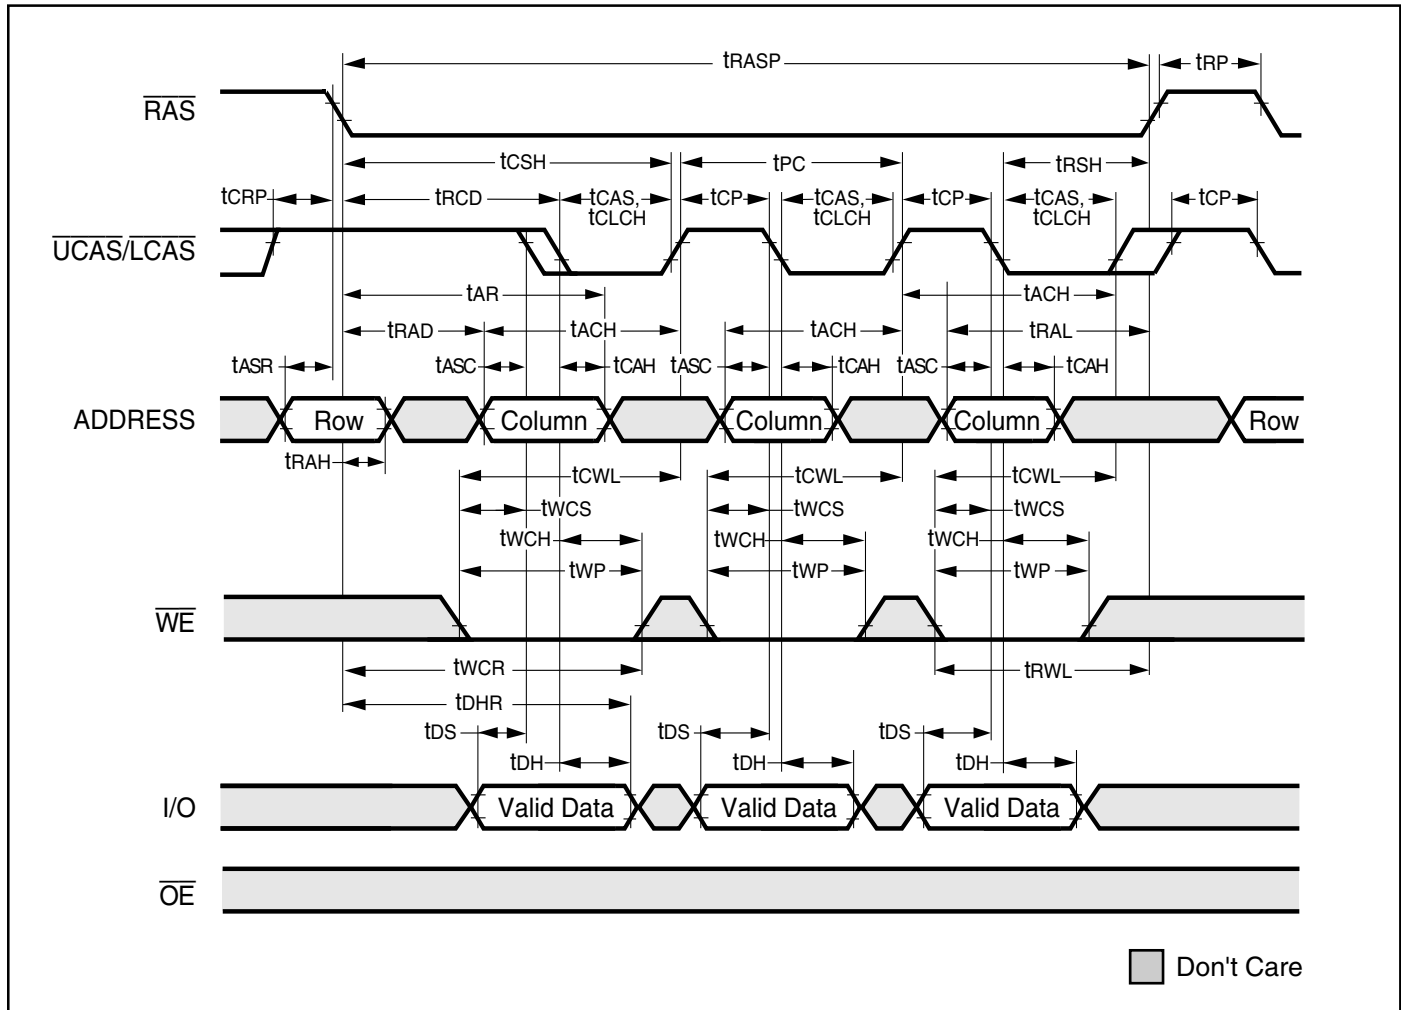 tRASP tRP
RAS
tCSH tPC tRSH
tCRP tRCD tCAS, tCP tCAS, tCP tCAS, tCP
tCLCH tCLCH tCLCH
UCAS/LCAS
tAR tACH
tRAD tACH tACH tRAL
tASR tASC tCAH tASC tCAH tASC tCAH
ADDRESS Row Column Column Column Row
tRAH
tCWL tCWL tCWL
tWCS tWCS tWCS
tWCH tWCH tWCH
tWP tWP tWP
WE
tWCR tRWL
tDHR
tDS tDS tDS
tDH tDH tDH
I/O Valid Data Valid Data Valid Data
OE
Don't Care